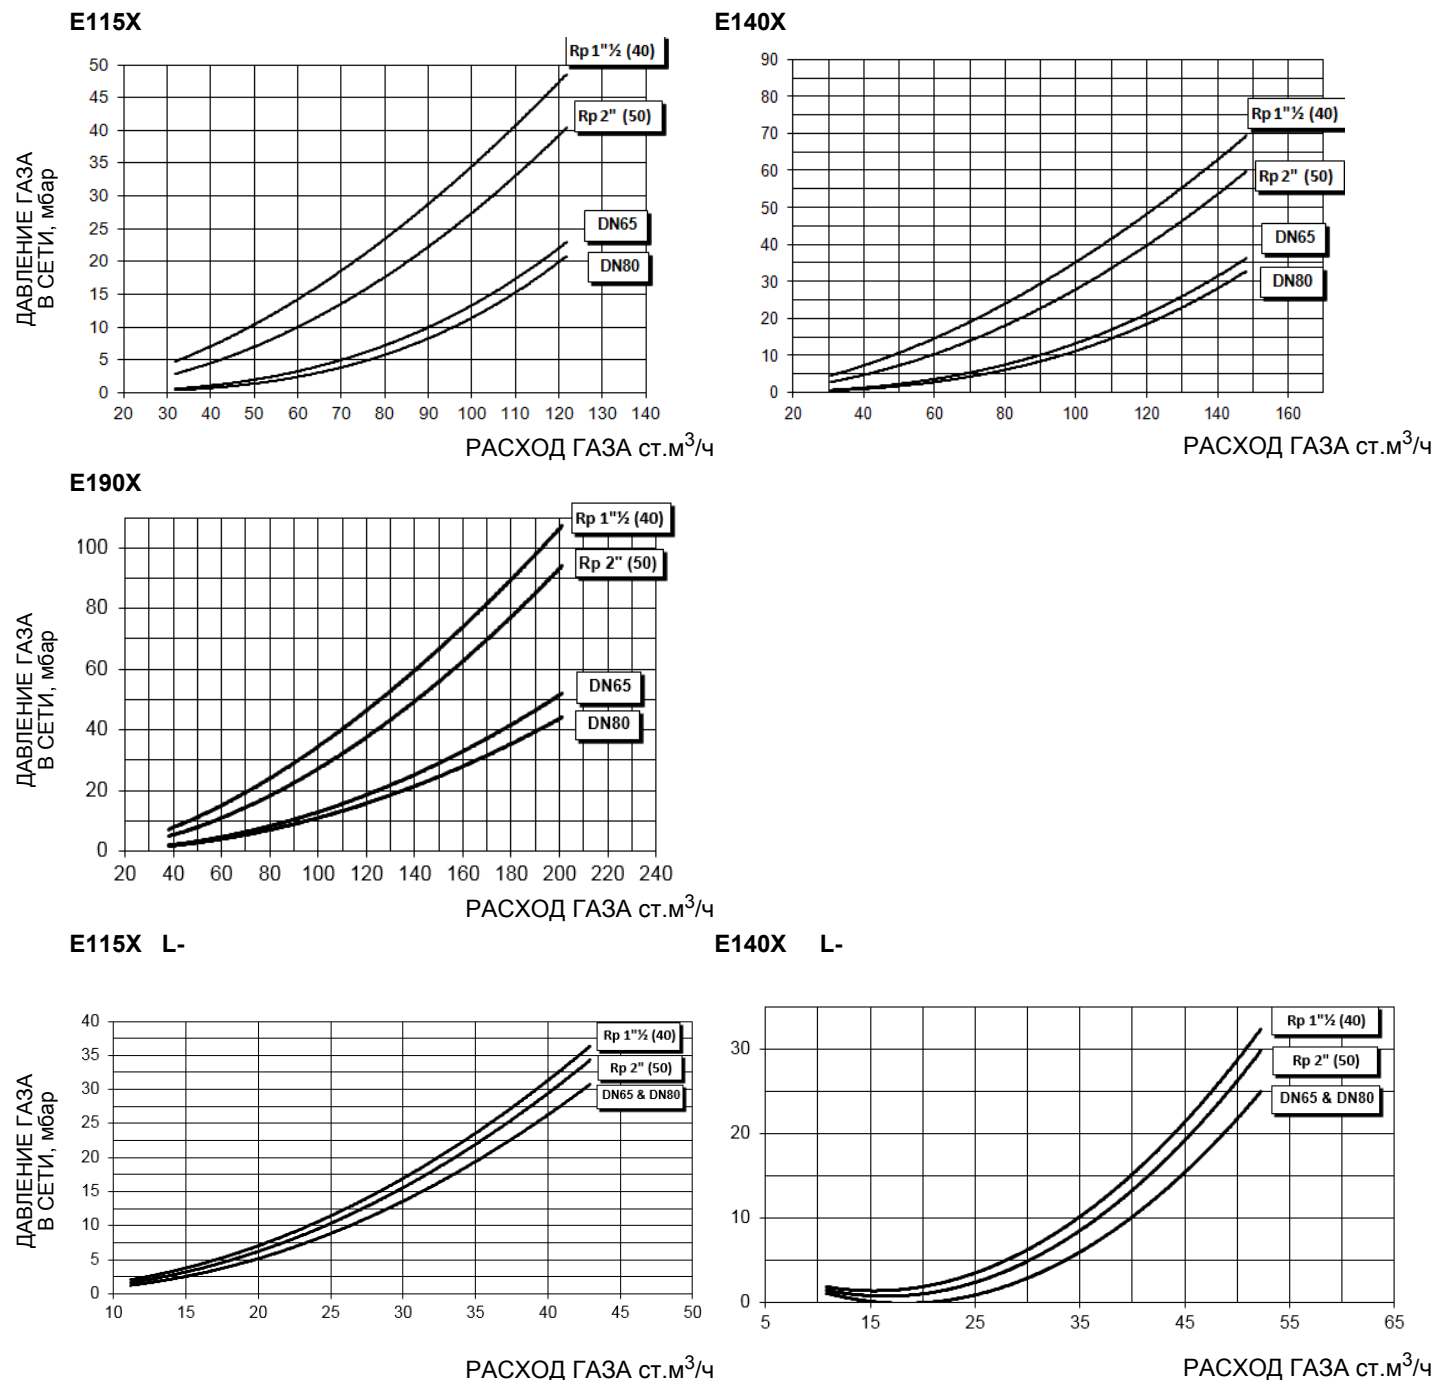 E115X
E140X
Rp 1"½ (40)
Rp 2" (50)
DN65
DN80
50
45
40
35
30
25
20
15
10
5
0
20 30 40 50 60 70 80 90 100 110 120 130 140
ДАВЛЕНИЕ ГАЗА
В СЕТИ, мбар
РАСХОД ГАЗА ст.м³/ч
Rp 1"½ (40)
Rp 2" (50)
DN65
DN80
90
80
70
60
50
40
30
20
10
0
20 40 60 80 100 120 140 160
РАСХОД ГАЗА ст.м³/ч
E190X
Rp 1"½ (40)
Rp 2" (50)
DN65
DN80
100
80
60
40
20
0
20 40 60 80 100 120 140 160 180 200 220 240
ДАВЛЕНИЕ ГАЗА
В СЕТИ, мбар
РАСХОД ГАЗА ст.м³/ч
E115X L-
E140X L-
Rp 1"½ (40)
Rp 2" (50)
DN65 & DN80
40
35
30
25
20
15
10
5
0
10 15 20 25 30 35 40 45 50
ДАВЛЕНИЕ ГАЗА
В СЕТИ, мбар
РАСХОД ГАЗА ст.м³/ч
Rp 1"½ (40)
Rp 2" (50)
DN65 & DN80
30
20
10
0
5 15 25 35 45 55 65
РАСХОД ГАЗА ст.м³/ч